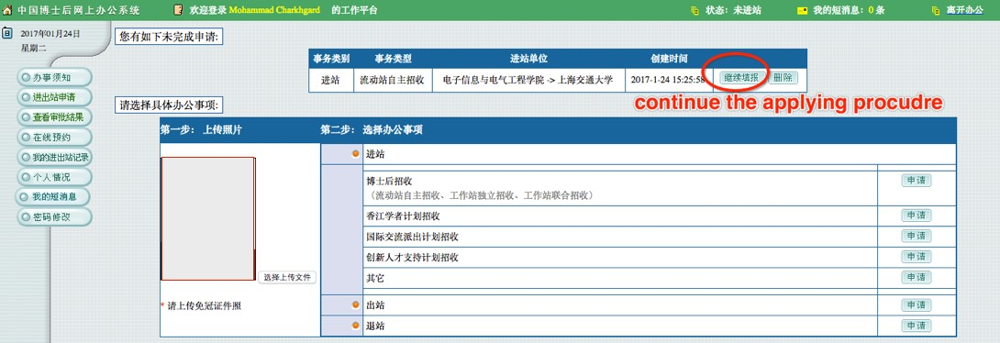 中国博士后网上办公系统 欢迎登录 Mohammad Charkhgard 的工作平台 状态：未进站 我的短消息：0 条 离开办公
2017年01月24日
星期二
您有如下未完成申请:
事务类别 事务类型 进站单位 创建时间
进站 流动站自主招收 电子信息与电气工程学院 -> 上海交通大学 2017-1-24 15:25:58 继续填报 删除
continue the applying procudre
办事须知
进出站申请
查看审批结果
在线预约
我的进出站记录
个人情况
我的短消息
密码修改
请选择具体办公事项:
第一步： 上传照片 第二步： 选择办公事项
进站
博士后招收 申请
（流动站自主招收、工作站独立招收、工作站联合招收）
香江学者计划招收 申请
国际交流派出计划招收 申请
创新人才支持计划招收 申请
其它 申请
选择上传文件
* 请上传免冠证件照
出站 申请
退站 申请